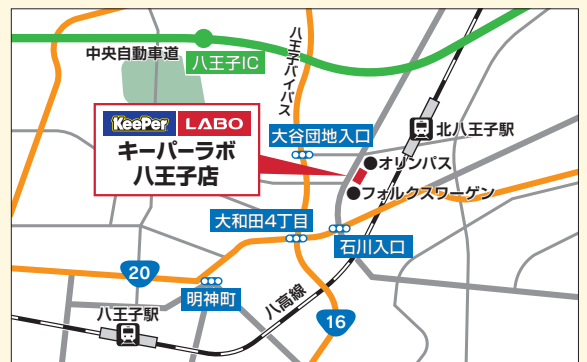 中央自動車道
八王子IC
八王子バイパス
KeePer LABO
キーパーラボ
八王子店
大谷団地入口
北八王子駅
オリンパス
フォルクスワーゲン
大和田4丁目
石川入口
20
明神町
八高線
16
八王子駅